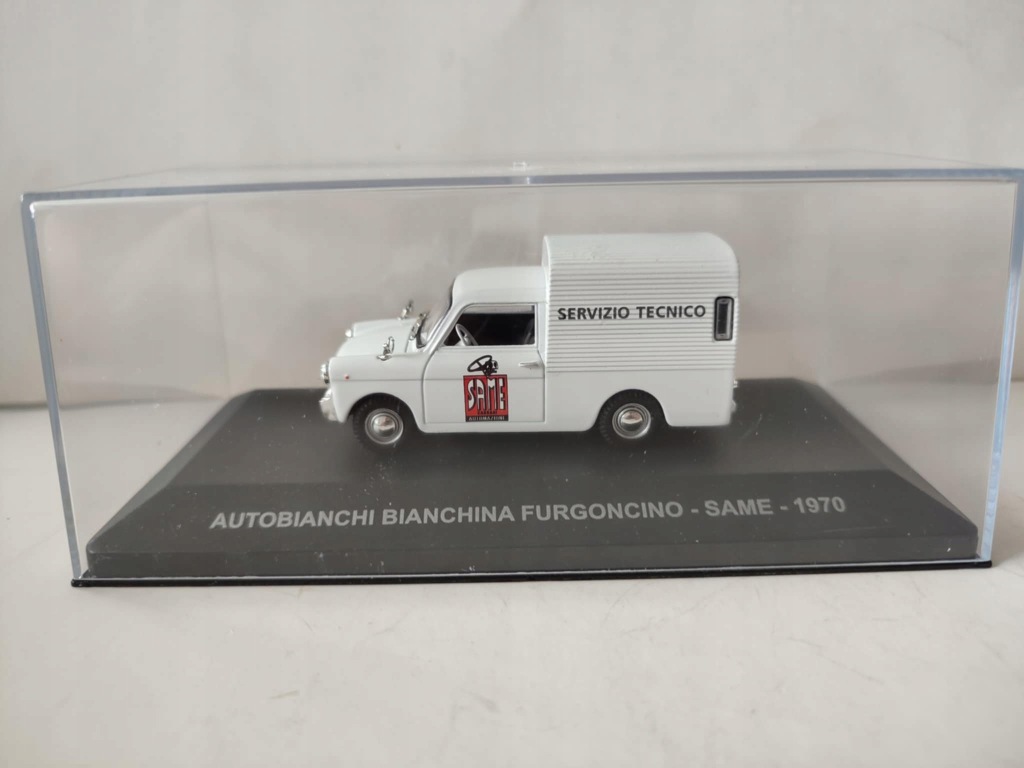 SERVIZIO TECNICO
SAME
AUTOBIANCHI BIANCHINA FURGONCINO - SAME - 1970